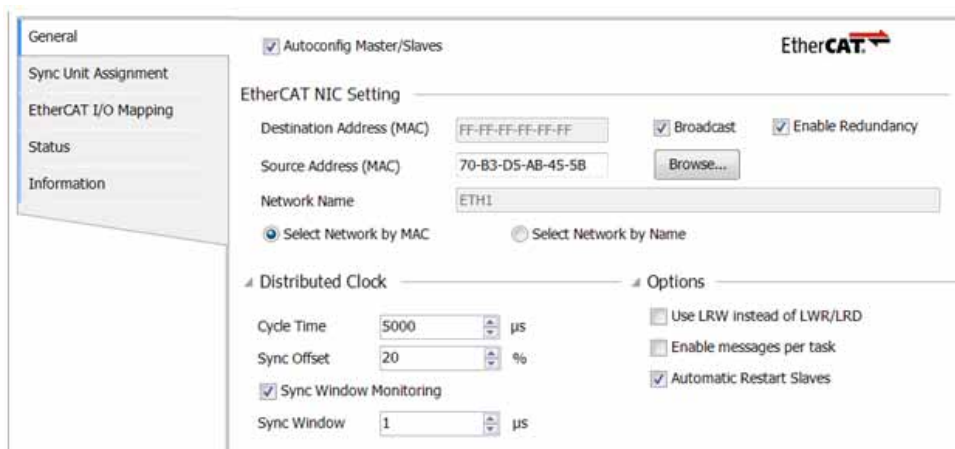 General
Sync Unit Assignment
EtherCAT I/O Mapping
Status
Information
Autoconfig Master/Slaves
EtherCAT.
EtherCAT NIC Setting
Destination Address (MAC) FF-FF-FF-FF-FF-FF Broadcast Enable Redundancy
Source Address (MAC) 70-B3-D5-AB-45-5B Browse...
Network Name ETH1
Select Network by MAC Select Network by Name
Distributed Clock
Cycle Time 5000 µs
Sync Offset 20 %
Sync Window Monitoring
Sync Window 1 µs
Options
Use LRW instead of LWR/LRD
Enable messages per task
Automatic Restart Slaves